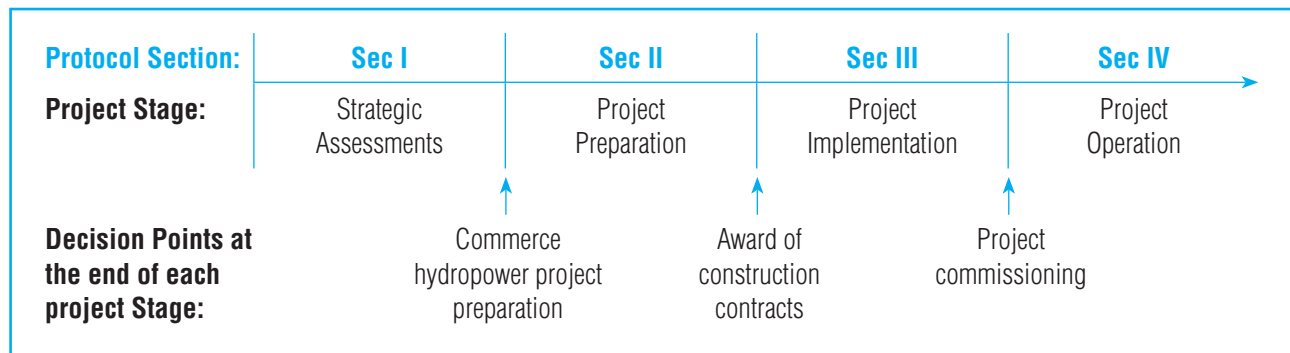 Protocol Section: Sec I Sec II Sec III Sec IV
Project Stage: Strategic Project Project Project
Assessments Preparation Implementation Operation
Decision Points at Commerce Award of Project
the end of each hydropower project construction commissioning
project Stage: preparation contracts